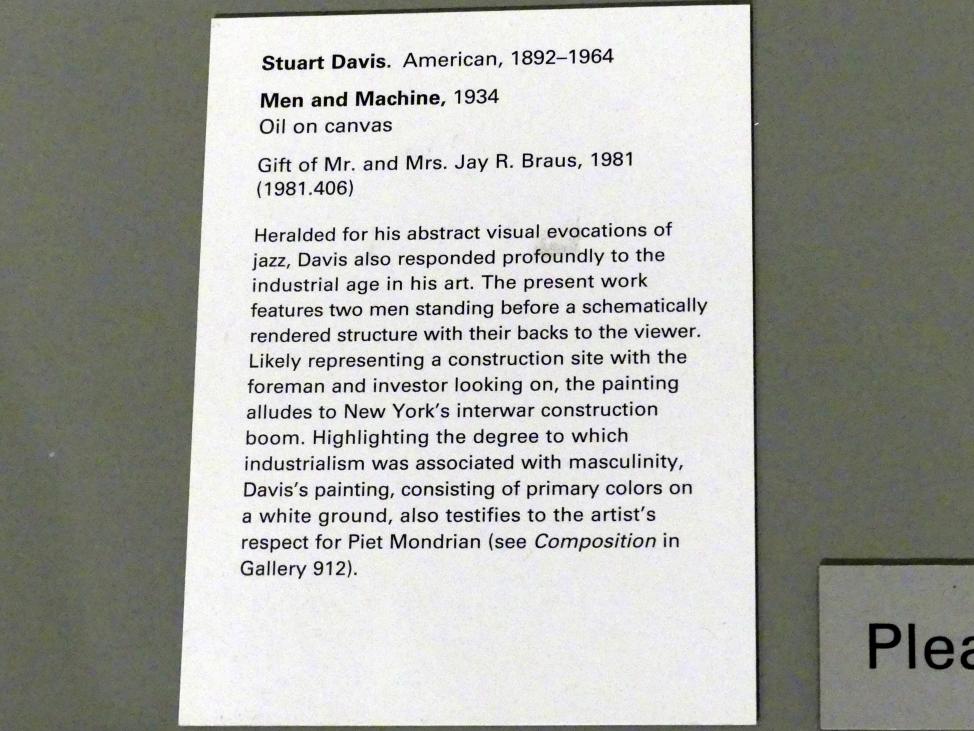 Stuart Davis. American, 1892–1964
Men and Machine, 1934
Oil on canvas
Gift of Mr. and Mrs. Jay R. Braus, 1981
(1981.406)
Heralded for his abstract visual evocations of
jazz, Davis also responded profoundly to the
industrial age in his art. The present work
features two men standing before a schematically
rendered structure with their backs to the viewer.
Likely representing a construction site with the
foreman and investor looking on, the painting
alludes to New York's interwar construction
boom. Highlighting the degree to which
industrialism was associated with masculinity,
Davis's painting, consisting of primary colors on
a white ground, also testifies to the artist's
respect for Piet Mondrian (see Composition in
Gallery 912).